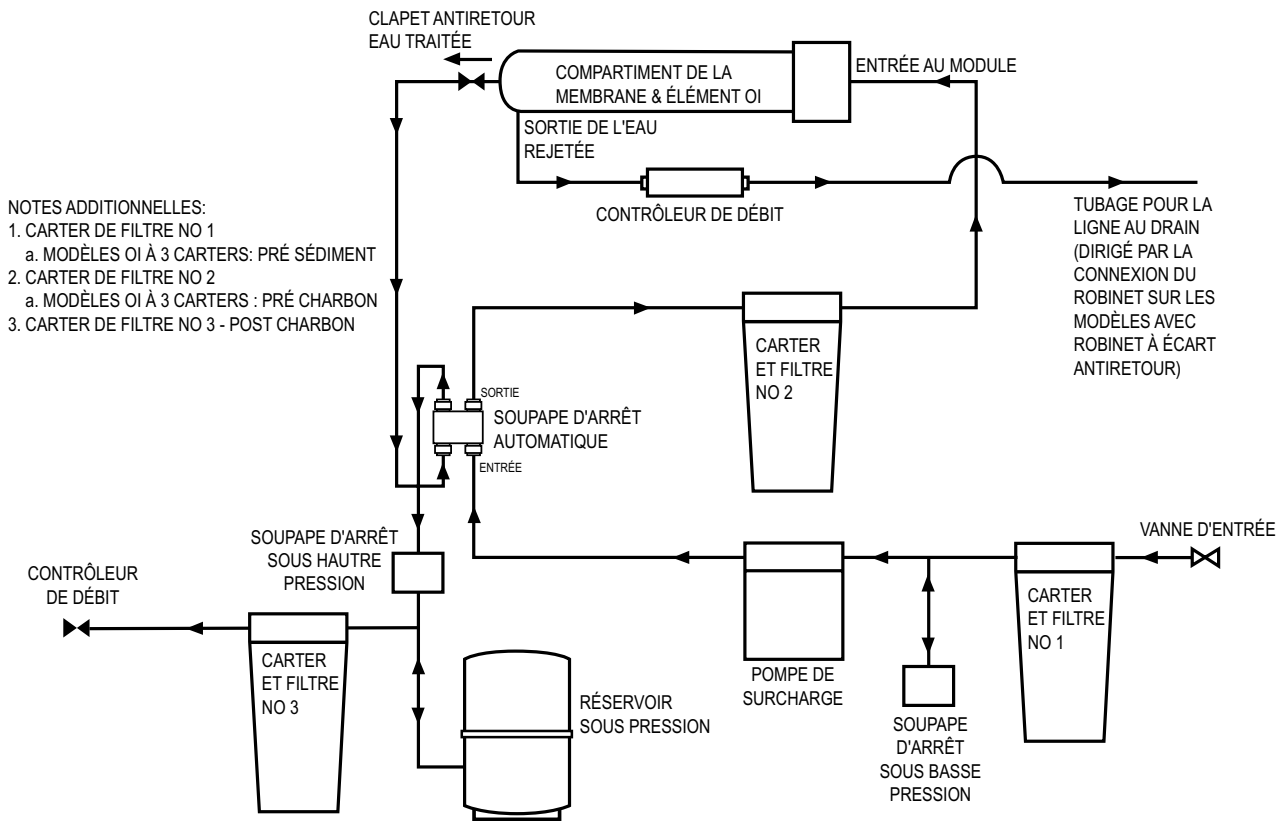 CLAPET ANTIRETOUR
EAU TRAITÉE
COMPARTIMENT DE LA
MEMBRANE & ÉLÉMENT OI
ENTRÉE AU MODULE
SORTIE DE L'EAU
REJETÉE
CONTRÔLEUR DE DÉBIT
TUBAGE POUR LA
LIGNE AU DRAIN
(DIRIGÉ PAR LA
CONNEXION DU
ROBINET SUR LES
MODÈLES AVEC
ROBINET À ÉCART
ANTIRETOUR)
NOTES ADDITIONNELLES:
1. CARTER DE FILTRE NO 1
a. MODÈLES OI À 3 CARTERS: PRÉ SÉDIMENT
2. CARTER DE FILTRE NO 2
a. MODÈLES OI À 3 CARTERS : PRÉ CHARBON
3. CARTER DE FILTRE NO 3 - POST CHARBON
CARTER
ET FILTRE
NO 2
SORTIE
SOUPAPE D'ARRÊT
AUTOMATIQUE
ENTRÉE
SOUPAPE D'ARRÊT
SOUS HAUTRE
PRESSION
VANNE D'ENTRÉE
CONTRÔLEUR
DE DÉBIT
CARTER
ET FILTRE
NO 1
CARTER
ET FILTRE
NO 3
POMPE DE
SURCHARGE
RÉSERVOIR
SOUS PRESSION
SOUPAPE
D'ARRÊT
SOUS BASSE
PRESSION